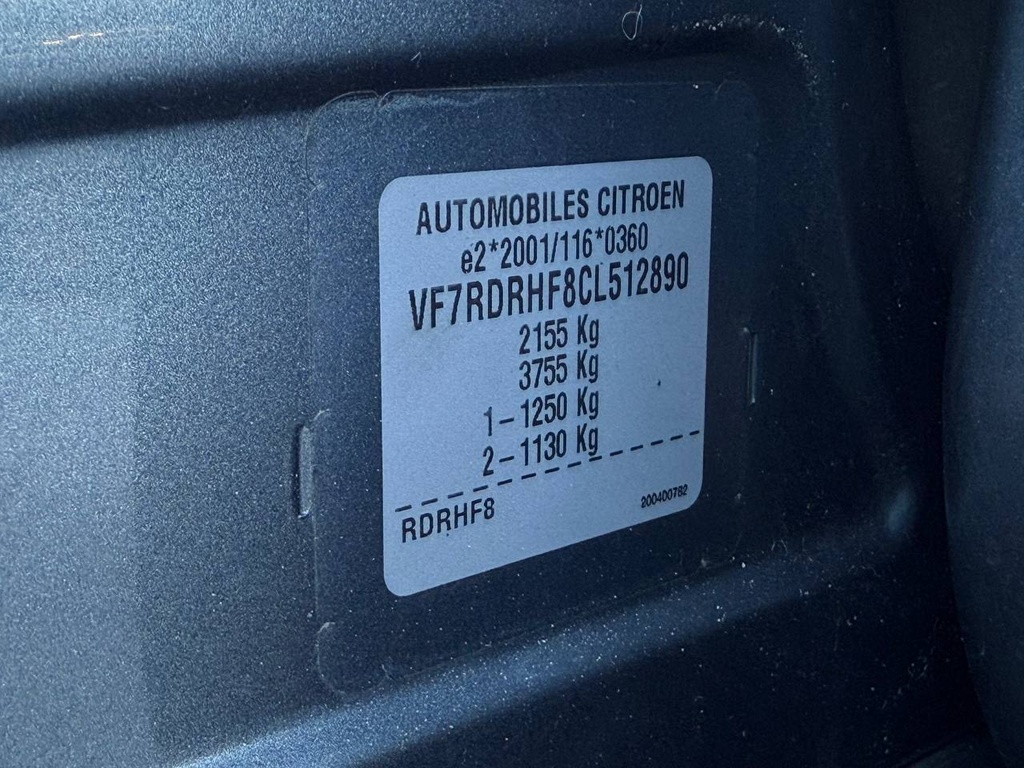 AUTOMOBILES CITROEN
e2*2001/116*0360
VF7RDRHF8CL512890
2155 Kg
3755 Kg
1-1250 Kg
2-1130 Kg
RDRHF8
200400782